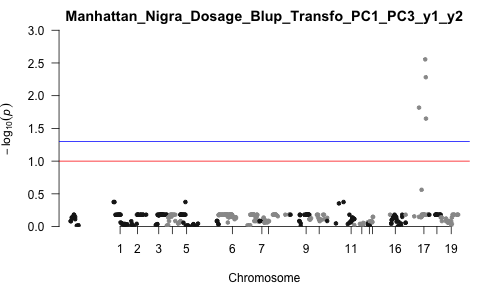 Manhattan_Nigra_Dosage_Blup_Transfo_PC1_PC3_y1_y2
3.0
2.5
2.0
1.5
1.0
0.5
0.0
− log10(p)
1 2 3 5 6 7 9 11 16 17 19
Chromosome